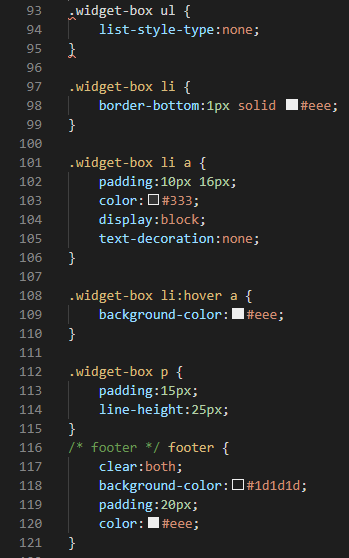 93 .widget-box ul {
94 list-style-type:none;
95 }
96
97 .widget-box li {
98 border-bottom:1px solid #eee;
99 }
100
101 .widget-box li a {
102 padding:10px 16px;
103 color:#333;
104 display:block;
105 text-decoration:none;
106 }
107
108 .widget-box li:hover a {
109 background-color:#eee;
110 }
111
112 .widget-box p {
113 padding:15px;
114 line-height:25px;
115 }
116 /* footer */ footer {
117 clear:both;
118 background-color:#1d1d1d;
119 padding:20px;
120 color:#eee;
121 }